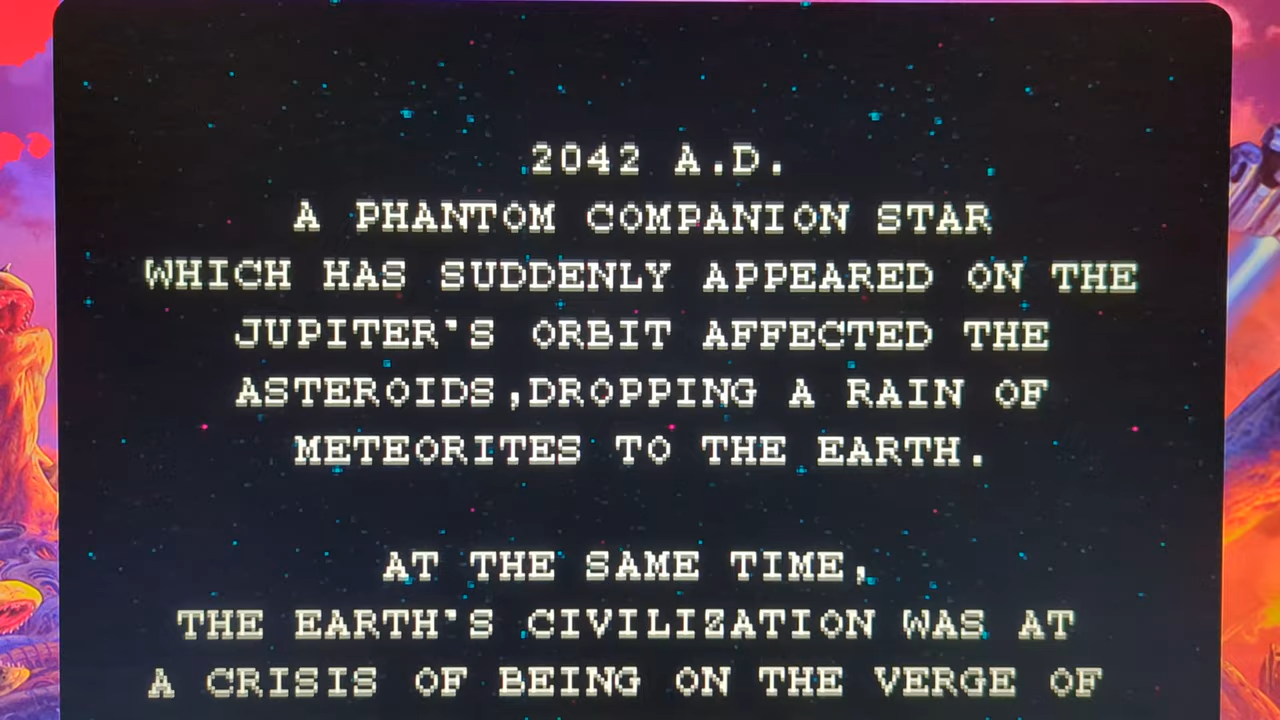 2042 A.D.
A PHANTOM COMPANION STAR
WHICH HAS SUDDENLY APPEARED ON THE
JUPITER'S ORBIT AFFECTED THE
ASTEROIDS,DROPPING A RAIN OF
METEORITES TO THE EARTH.
AT THE SAME TIME,
THE EARTH'S CIVILIZATION WAS AT
A CRISIS OF BEING ON THE VERGE OF